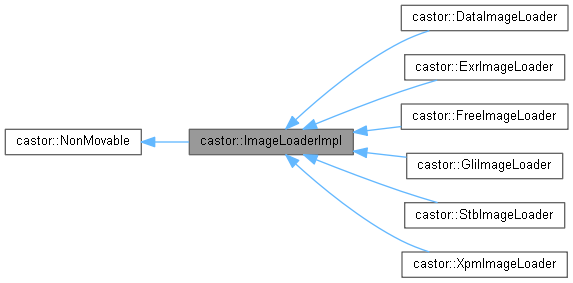 castor::DataImageLoader
castor::ExrImageLoader
castor::FreeImageLoader
castor::NonMovable
castor::ImageLoaderImpl
castor::GliImageLoader
castor::StbImageLoader
castor::XpmImageLoader